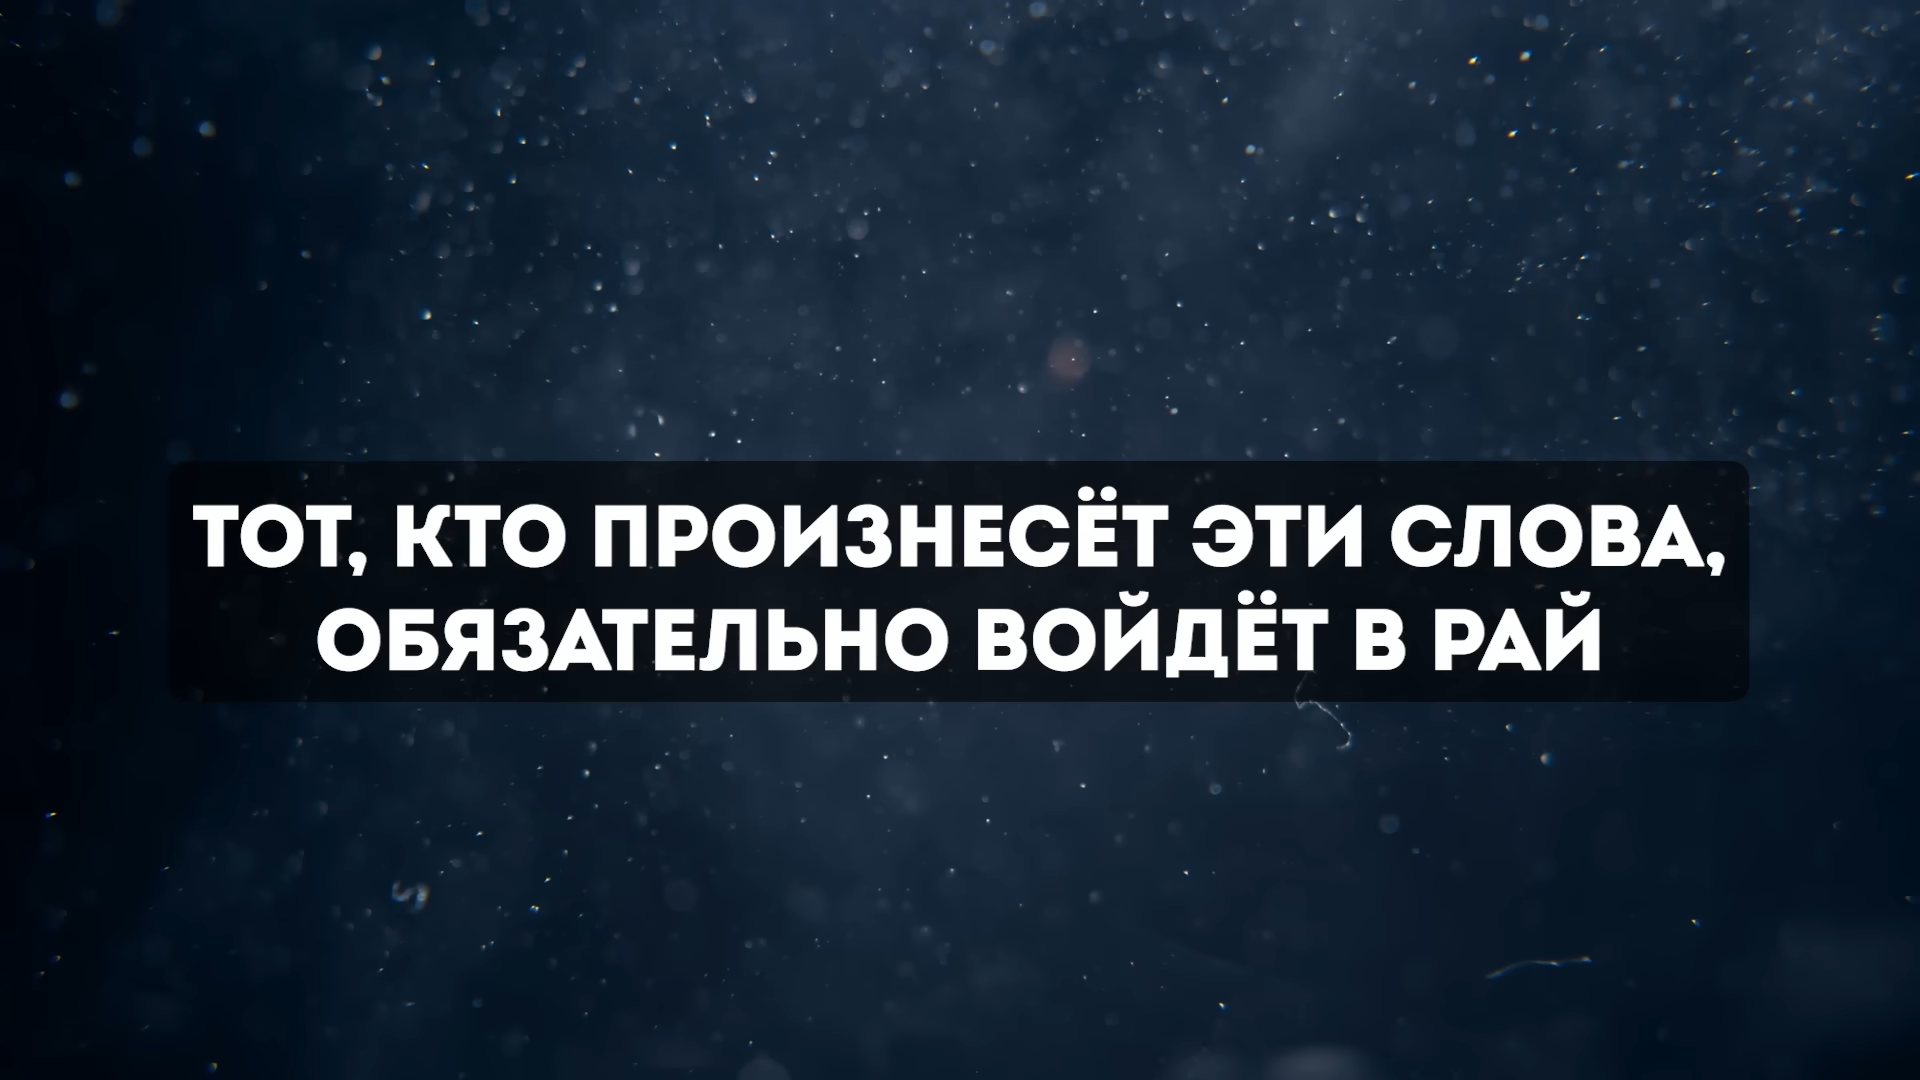 ТОТ, КТО ПРОИЗНЕСЁТ ЭТИ СЛОВА,
ОБЯЗАТЕЛЬНО ВОЙДЁТ В РАЙ